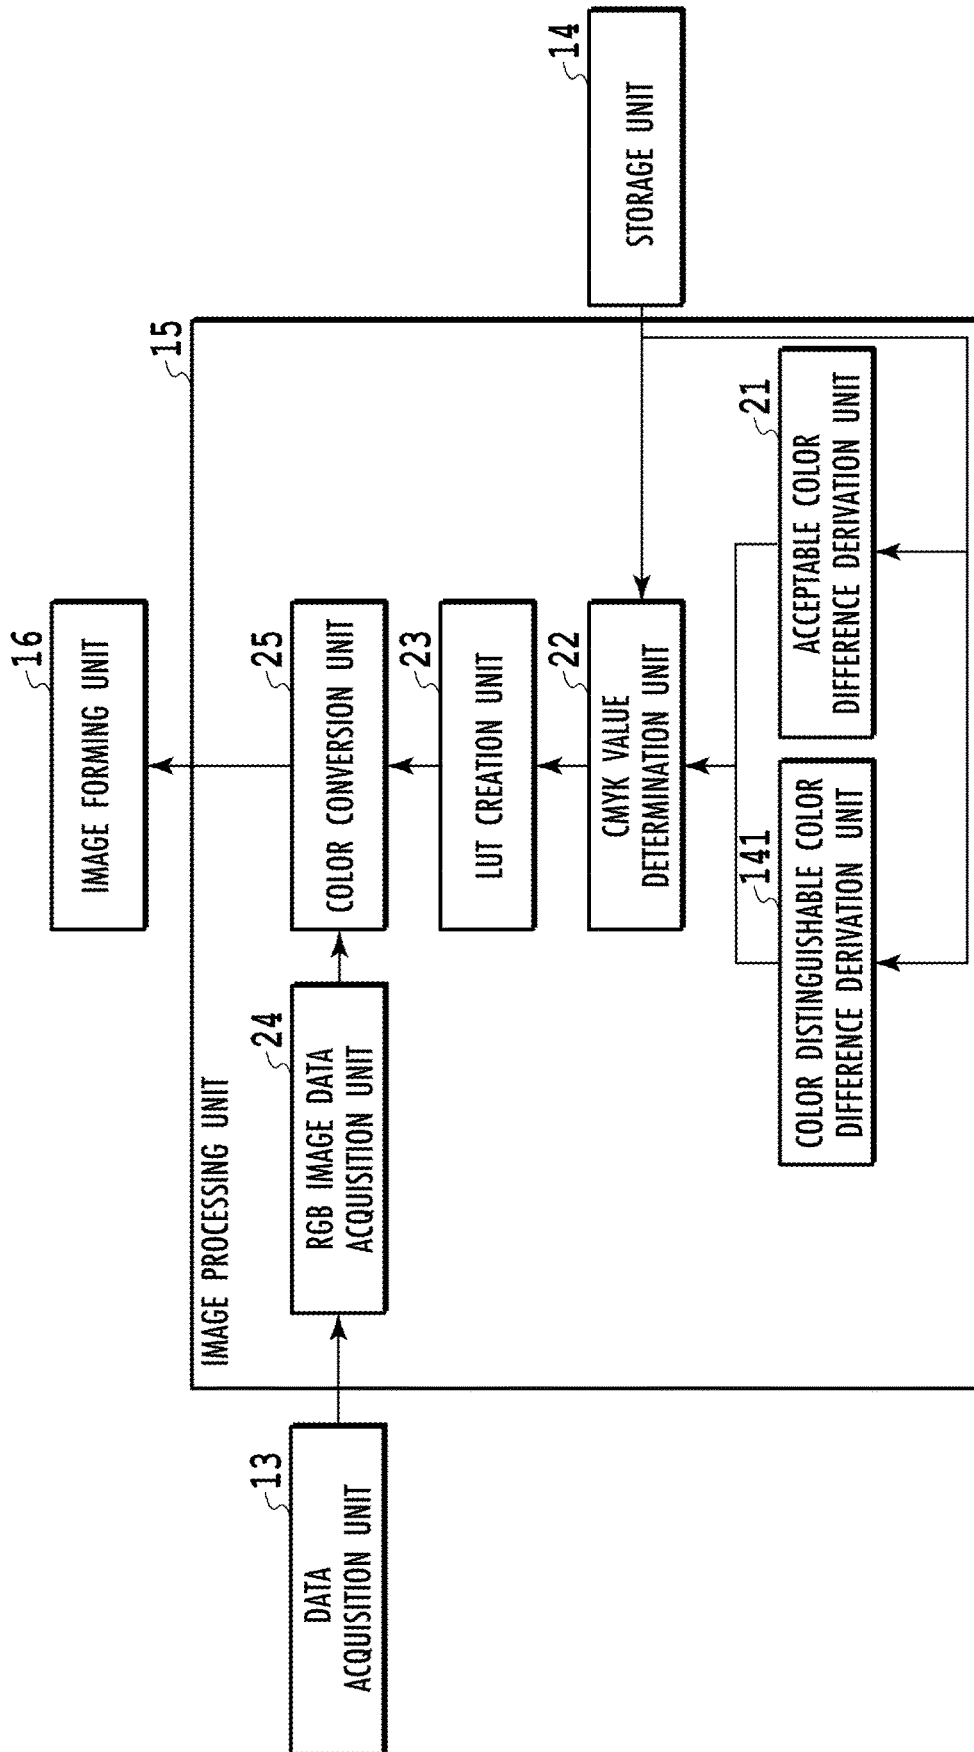 15
IMAGE PROCESSING UNIT
13
DATA
ACQUISITION UNIT
24
RGB IMAGE DATA
ACQUISITION UNIT
16
IMAGE FORMING UNIT
25
COLOR CONVERSION UNIT
23
LUT CREATION UNIT
22
CMYK VALUE
DETERMINATION UNIT
14
STORAGE UNIT
141
COLOR DISTINGUISHABLE COLOR
DIFFERENCE DERIVATION UNIT
21
ACCEPTABLE COLOR
DIFFERENCE DERIVATION UNIT